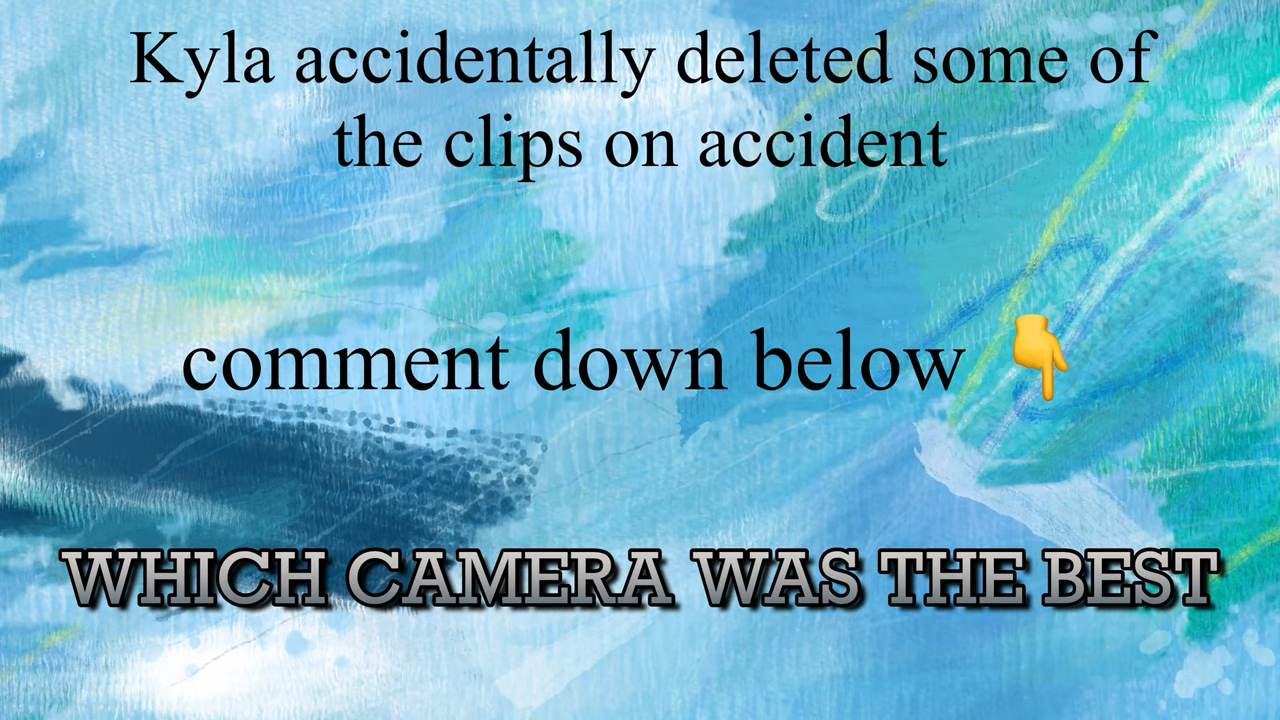 Kyla accidentally deleted some of
the clips on accident
comment down below 👇
WHICH CAMERA WAS THE BEST